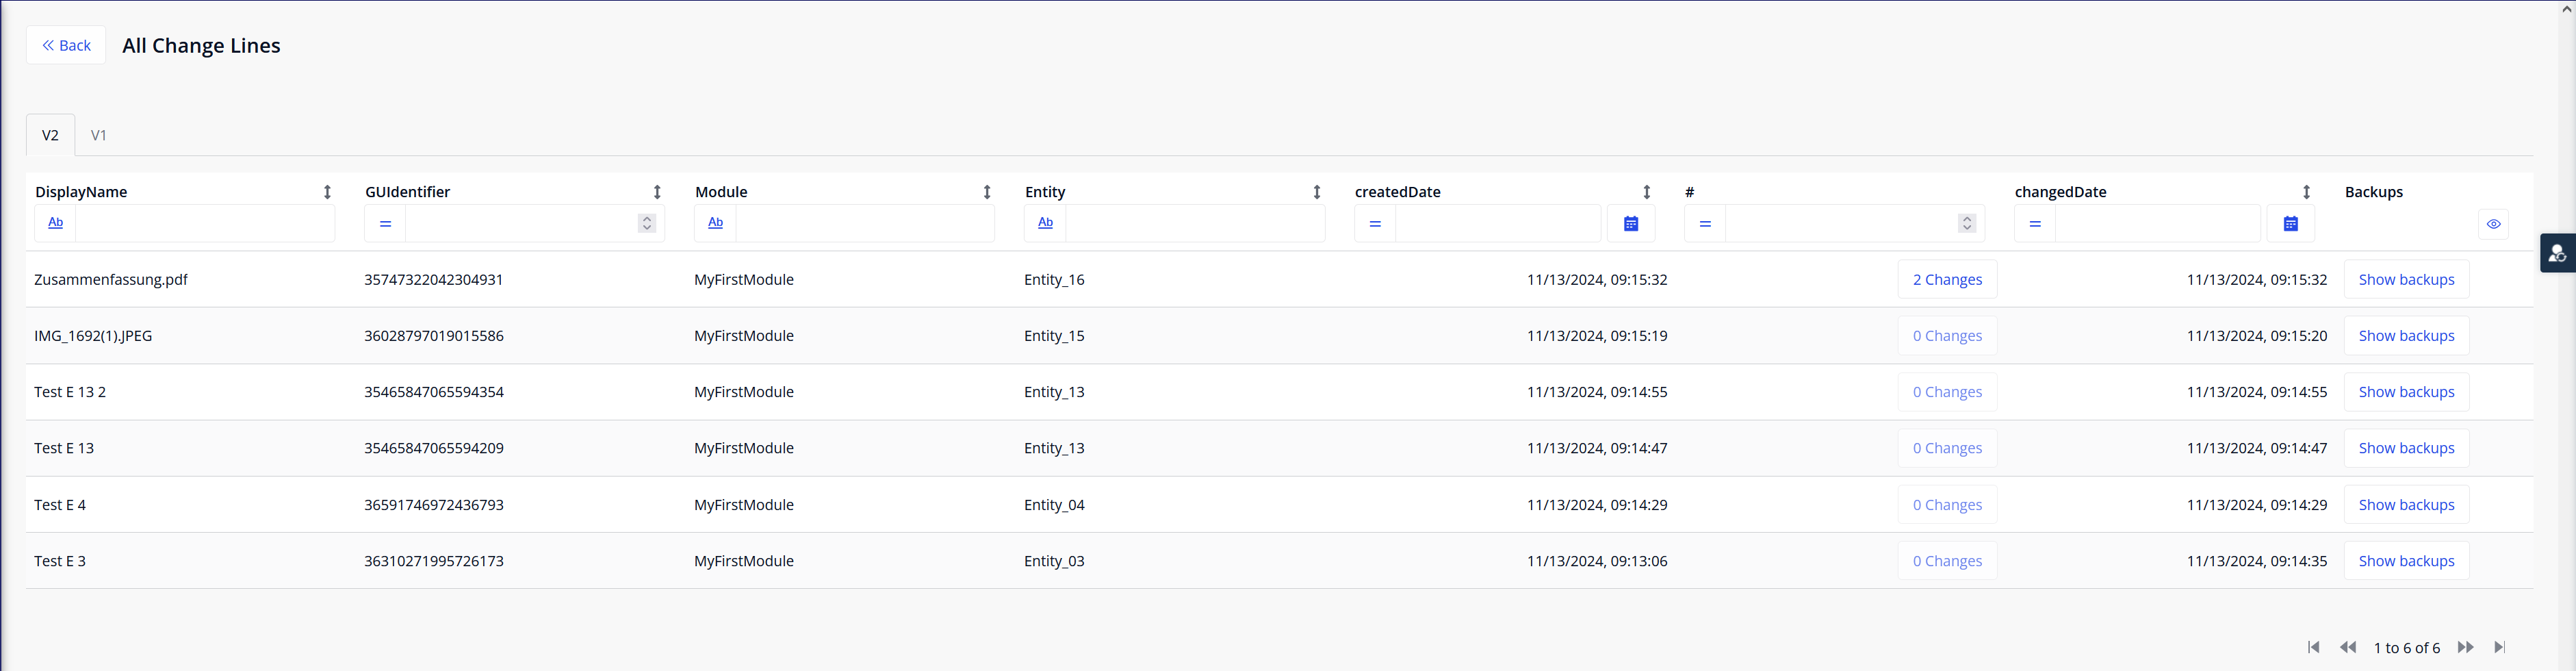 Back All Change Lines
V2 V1
DisplayName GUIdentifier Module Entity createdDate # changedDate Backups
Ab = Ab Ab = = =
Zusammenfassung.pdf 35747322042304931 MyFirstModule Entity_16 11/13/2024, 09:15:32 2 Changes 11/13/2024, 09:15:32 Show backups
IMG_1692(1).JPEG 36028797019015586 MyFirstModule Entity_15 11/13/2024, 09:15:19 0 Changes 11/13/2024, 09:15:20 Show backups
Test E 13 2 35465847065594354 MyFirstModule Entity_13 11/13/2024, 09:14:55 0 Changes 11/13/2024, 09:14:55 Show backups
Test E 13 35465847065594209 MyFirstModule Entity_13 11/13/2024, 09:14:47 0 Changes 11/13/2024, 09:14:47 Show backups
Test E 4 36591746972436793 MyFirstModule Entity_04 11/13/2024, 09:14:29 0 Changes 11/13/2024, 09:14:29 Show backups
Test E 3 36310271995726173 MyFirstModule Entity_03 11/13/2024, 09:13:06 0 Changes 11/13/2024, 09:14:35 Show backups
1 to 6 of 6